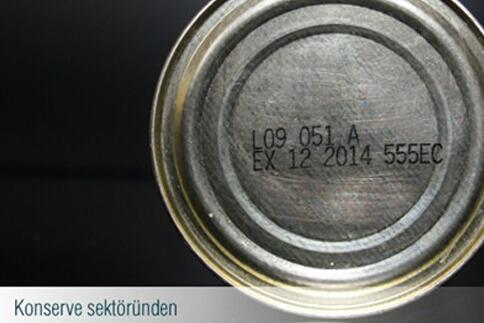 L09 051 A
EX 12 2014 555EC
Konserve sektöründen